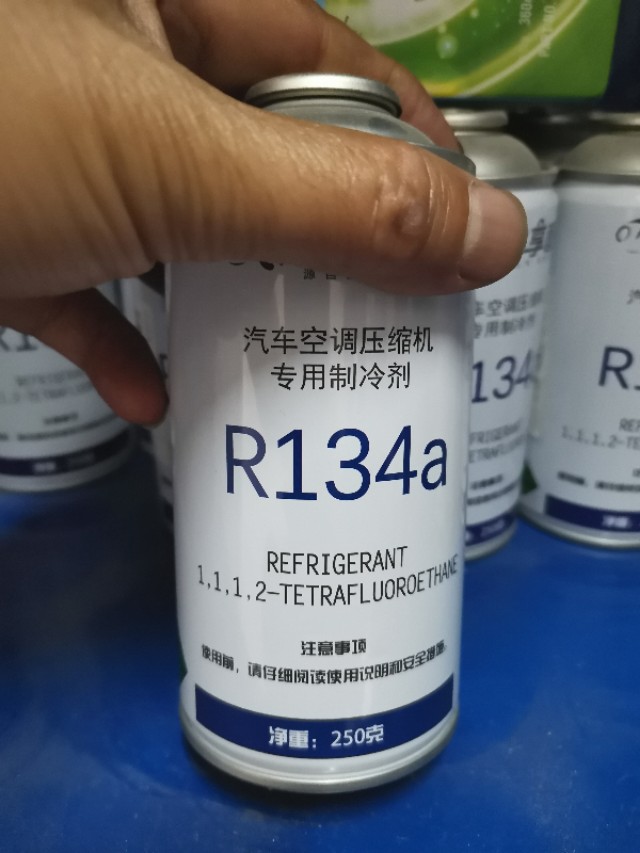 汽车空调压缩机
专用制冷剂
R134a
REFRIGERANT
1,1,1,2-TETRAFLUOROETHANE
注意事项
使用前，请仔细阅读使用说明和安全措施
净重：250克